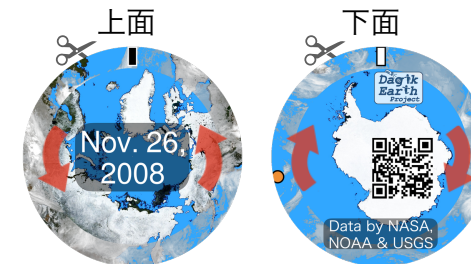 上面
下面
Nov. 26,
2008
Dagik
Earth
Project
Data by NASA,
NOAA & USGS